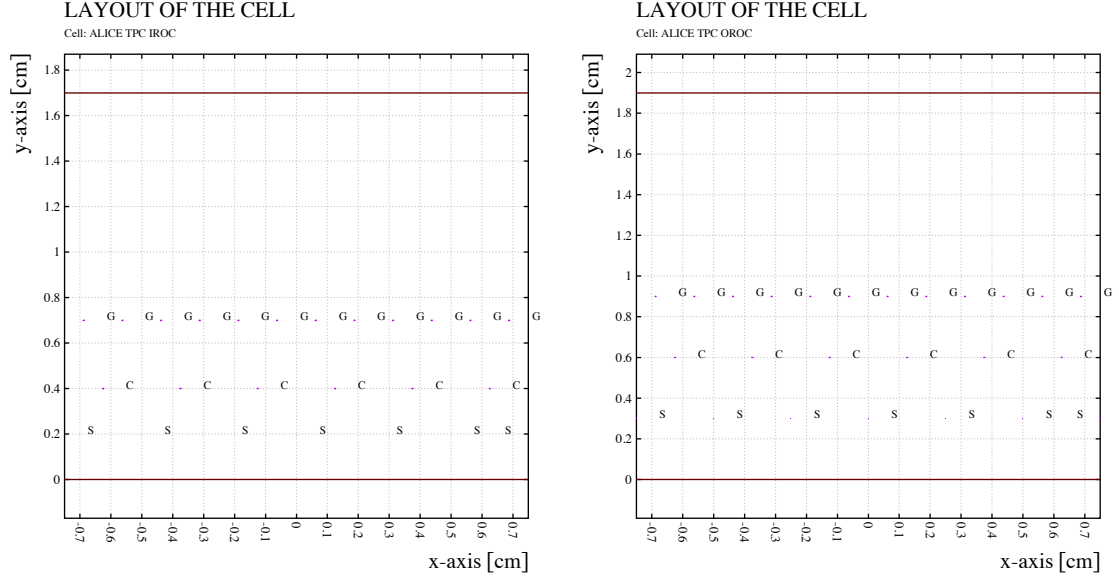 LAYOUT OF THE CELL
Cell: ALICE TPC IROC
y-axis [cm]
1.8
1.6
1.4
1.2
1
0.8
0.6
0.4
0.2
0
G G G G G G G G G G G G
C C C C C C
S S S S S S S
-0.7 -0.6 -0.5 -0.4 -0.3 -0.2 -0.1 0 0.1 0.2 0.3 0.4 0.5 0.6 0.7
x-axis [cm]
LAYOUT OF THE CELL
Cell: ALICE TPC OROC
y-axis [cm]
2
1.8
1.6
1.4
1.2
1
0.8
0.6
0.4
0.2
0
G G G G G G G G G G G G
C C C C C C
S S S S S S S
-0.7 -0.6 -0.5 -0.4 -0.3 -0.2 -0.1 0 0.1 0.2 0.3 0.4 0.5 0.6 0.7
x-axis [cm]